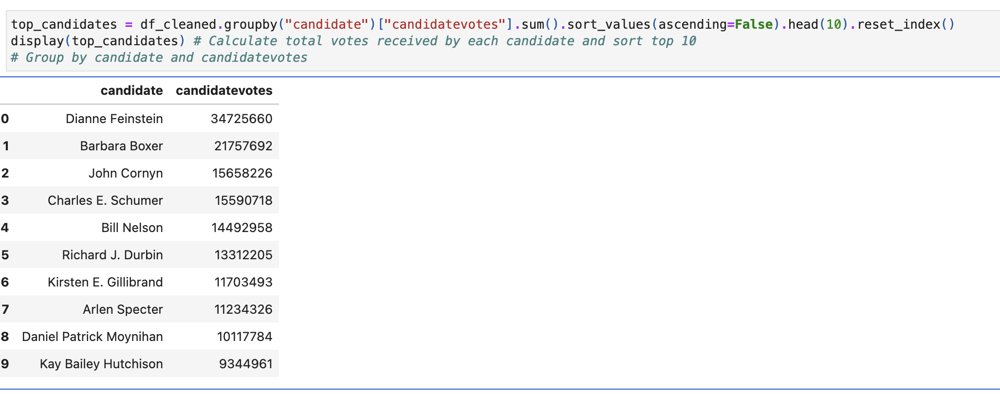 top_candidates = df_cleaned.groupby("candidate")["candidatevotes"].sum().sort_values(ascending=False).head(10).reset_index()
display(top_candidates) # Calculate total votes received by each candidate and sort top 10
# Group by candidate and candidatevotes
candidate candidatevotes
0 Dianne Feinstein 34725660
1 Barbara Boxer 21757692
2 John Cornyn 15658226
3 Charles E. Schumer 15590718
4 Bill Nelson 14492958
5 Richard J. Durbin 13312205
6 Kirsten E. Gillibrand 11703493
7 Arlen Specter 11234326
8 Daniel Patrick Moynihan 10117784
9 Kay Bailey Hutchison 9344961